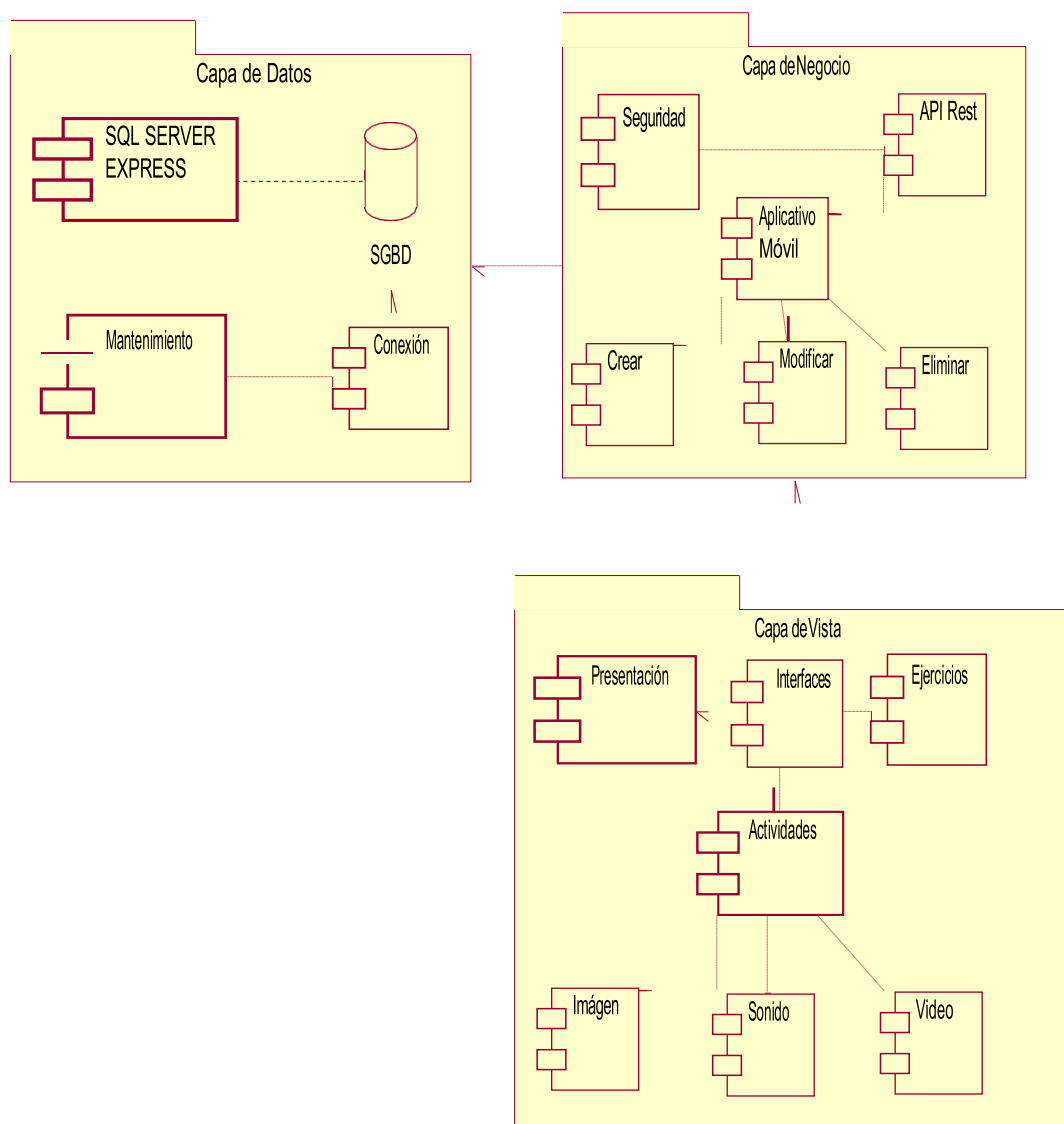 Capa de Datos
SQL SERVER
EXPRESS
SGBD
Mantenimiento
Conexión
Capa deNegocio
Seguridad
API Rest
Aplicativo
Móvil
Crear
Modificar
Eliminar
Capa deVista
Presentación
Interfaces
Ejercicios
Actividades
Imágen
Sonido
Video